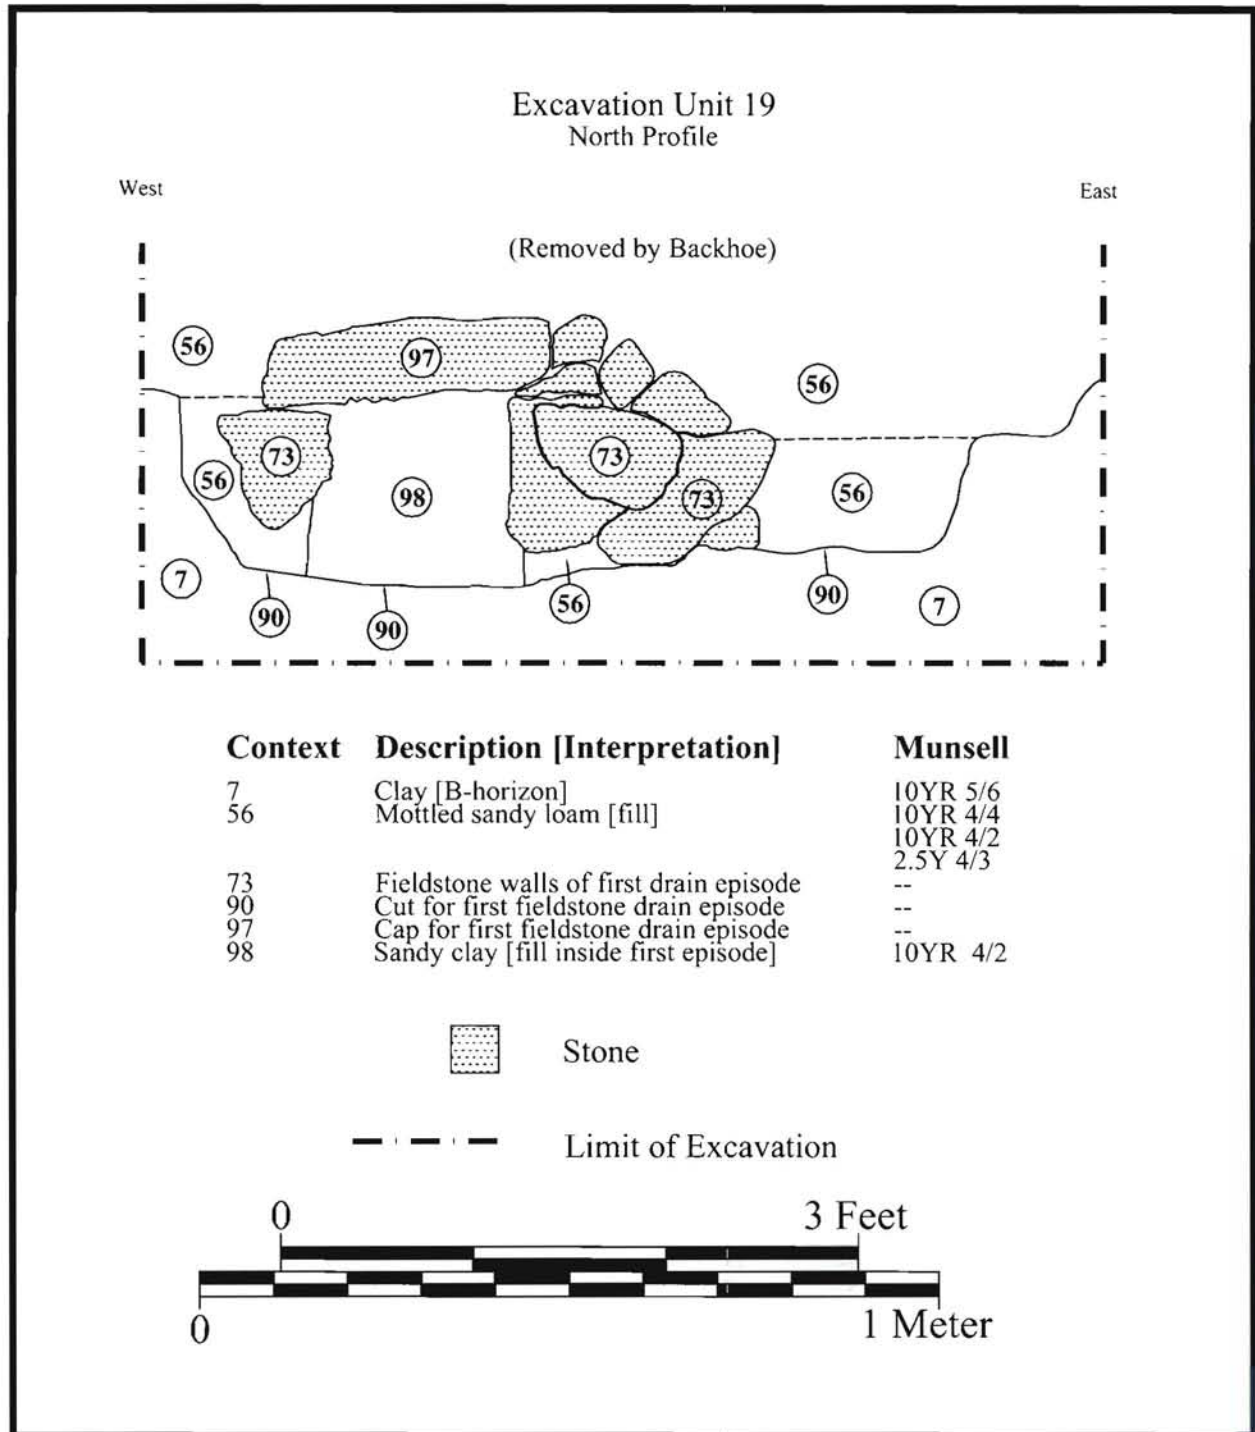 Excavation Unit 19
North Profile
West
East
(Removed by Backhoe)
56
97
56
73
73
56
98
73
56
7
90
90
56
90
7
Context Description [Interpretation] Munsell
7 Clay [B-horizon] 10YR 5/6
56 Mottled sandy loam [fill] 10YR 4/4
10YR 4/2
2.5Y 4/3
73 Fieldstone walls of first drain episode --
90 Cut for first fieldstone drain episode --
97 Cap for first fieldstone drain episode --
98 Sandy clay [fill inside first episode] 10YR 4/2
Stone
Limit of Excavation
0 3 Feet
0 1 Meter